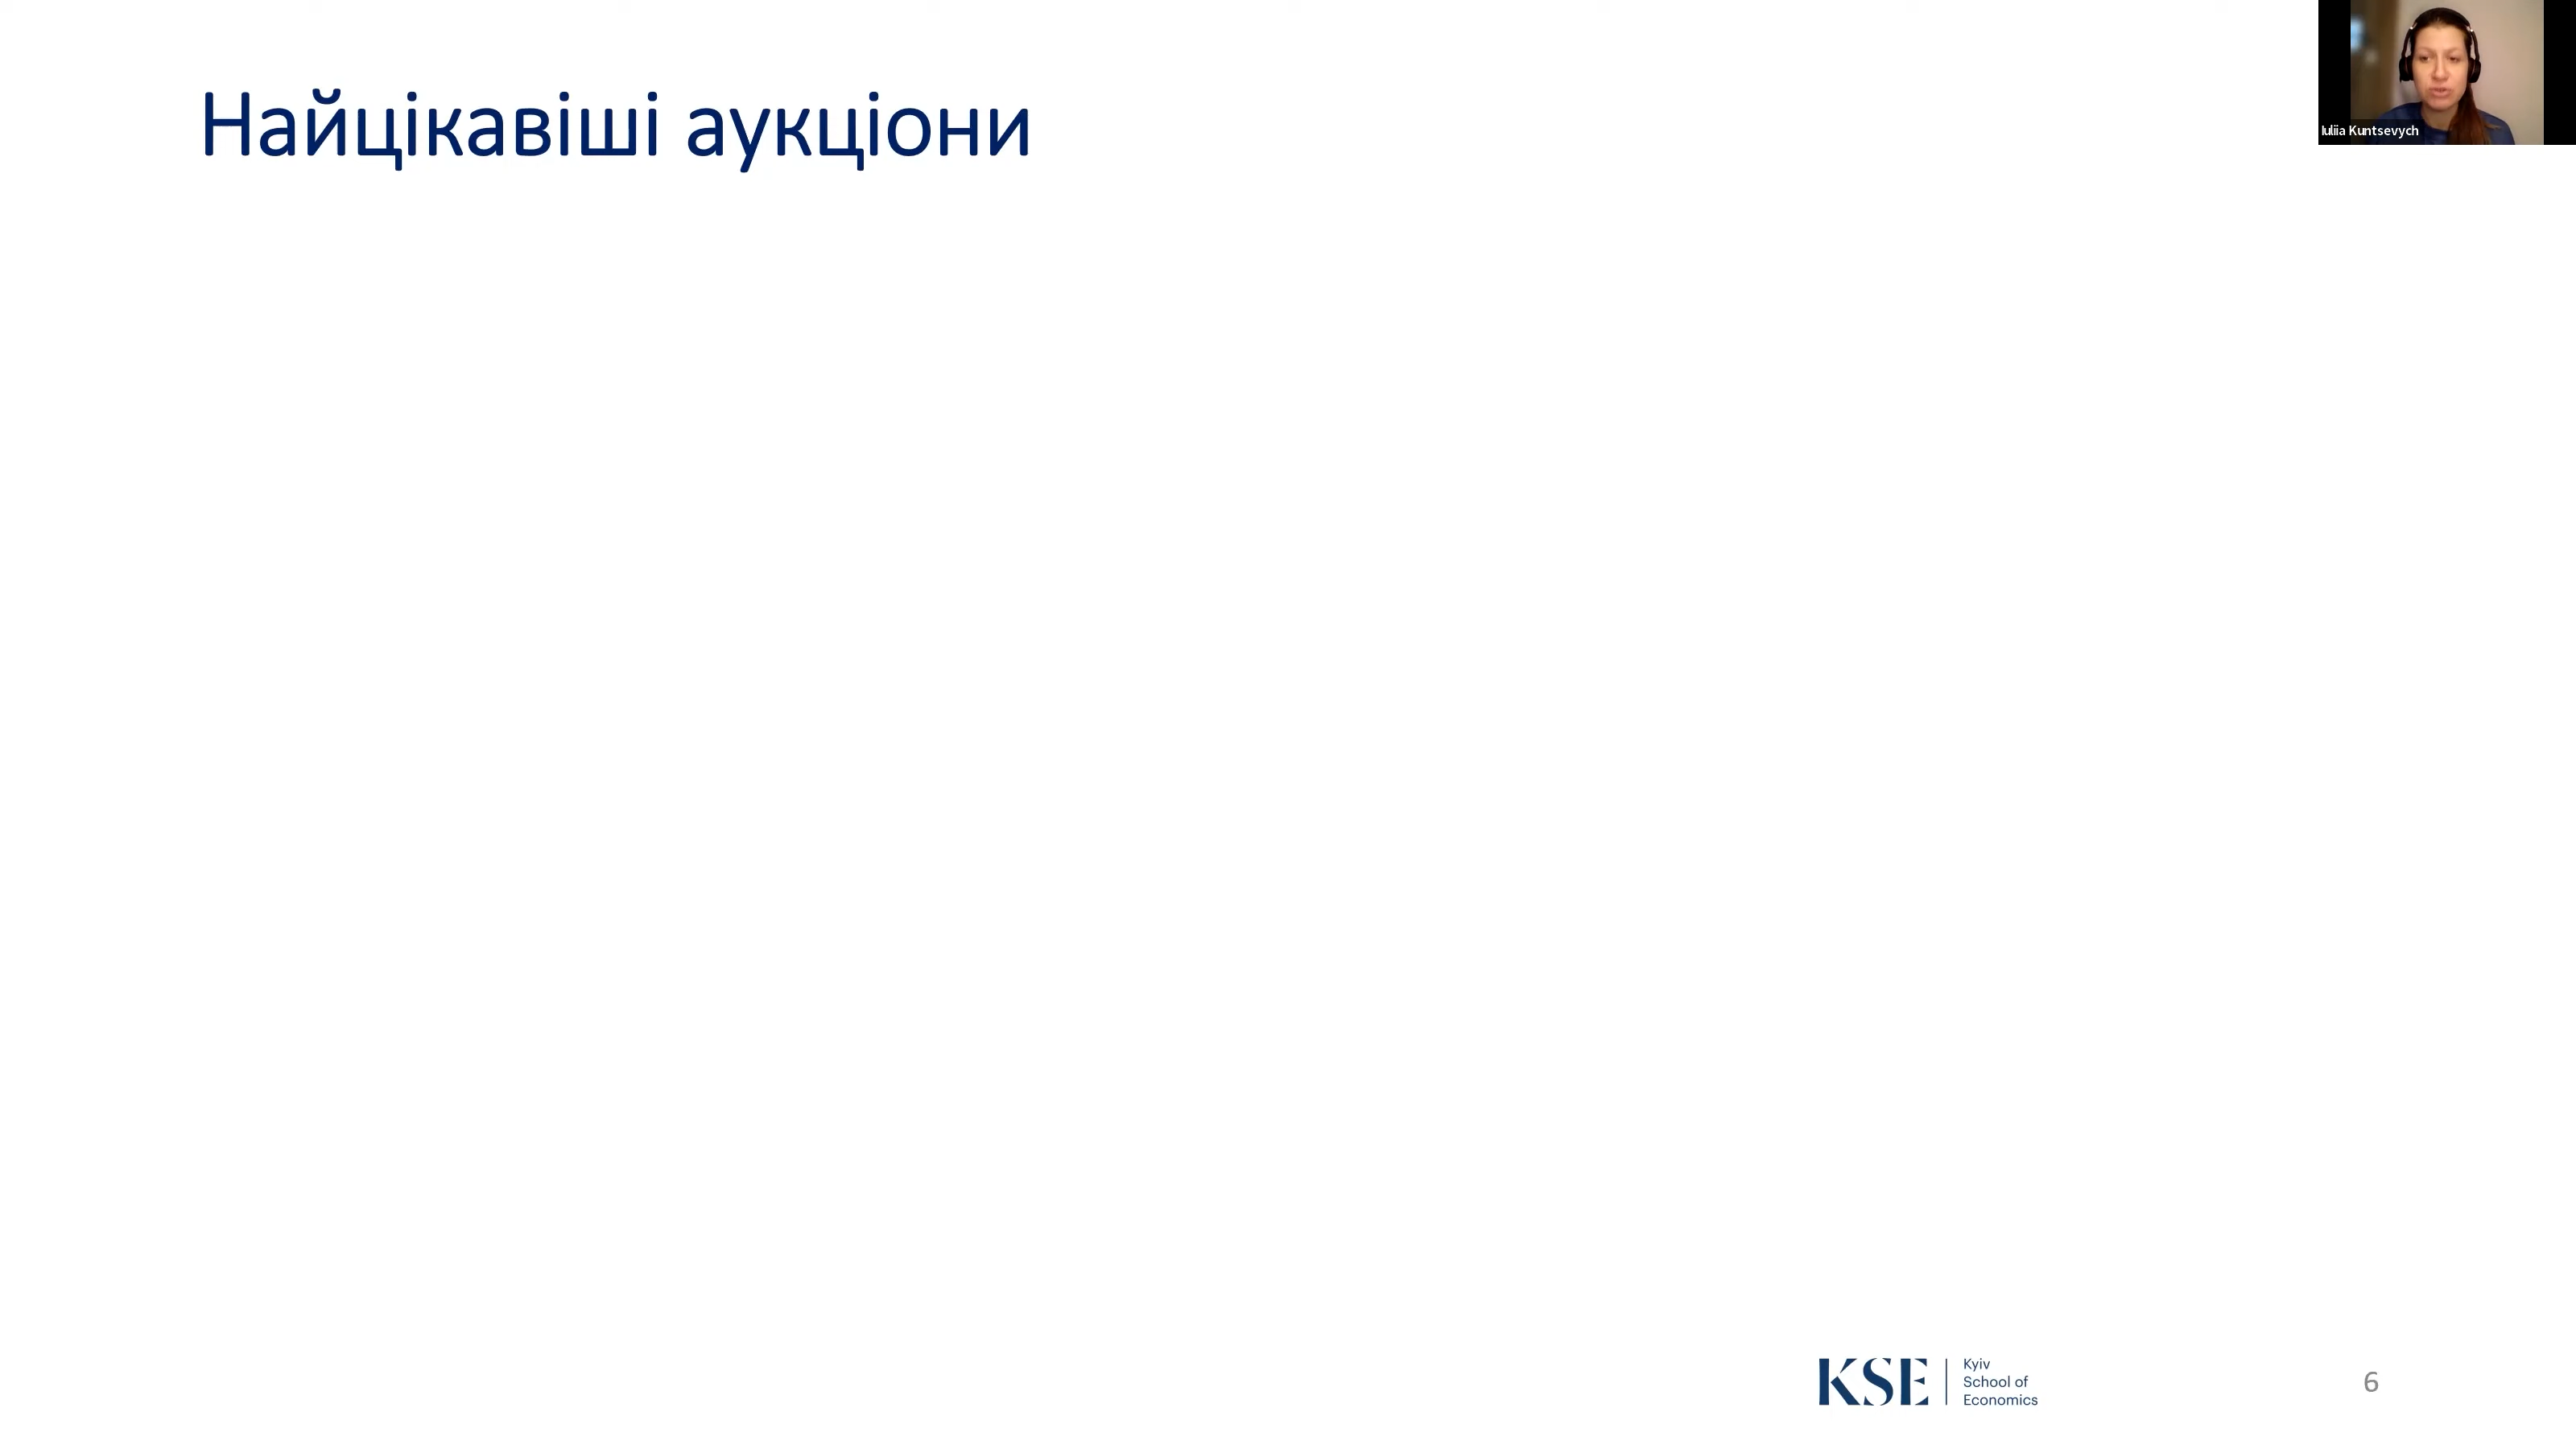 Найцікавіші аукціони
Iuliia Kuntsevych
KSE
Kyiv
School of
Economics
6